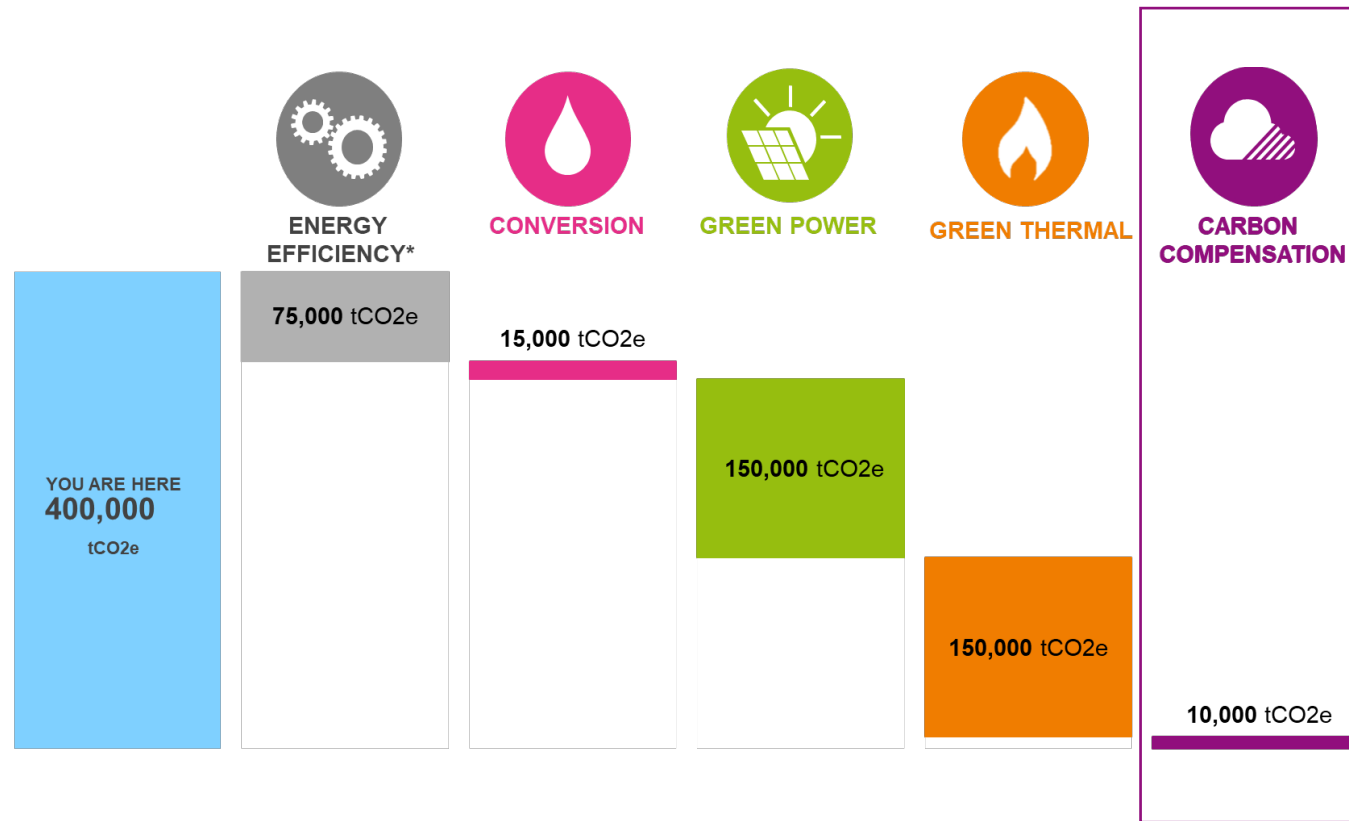 ENERGY
EFFICIENCY*
CONVERSION
GREEN POWER
GREEN THERMAL
CARBON
COMPENSATION
75,000 tCO2e
15,000 tCO2e
150,000 tCO2e
YOU ARE HERE
400,000
tCO2e
150,000 tCO2e
10,000 tCO2e